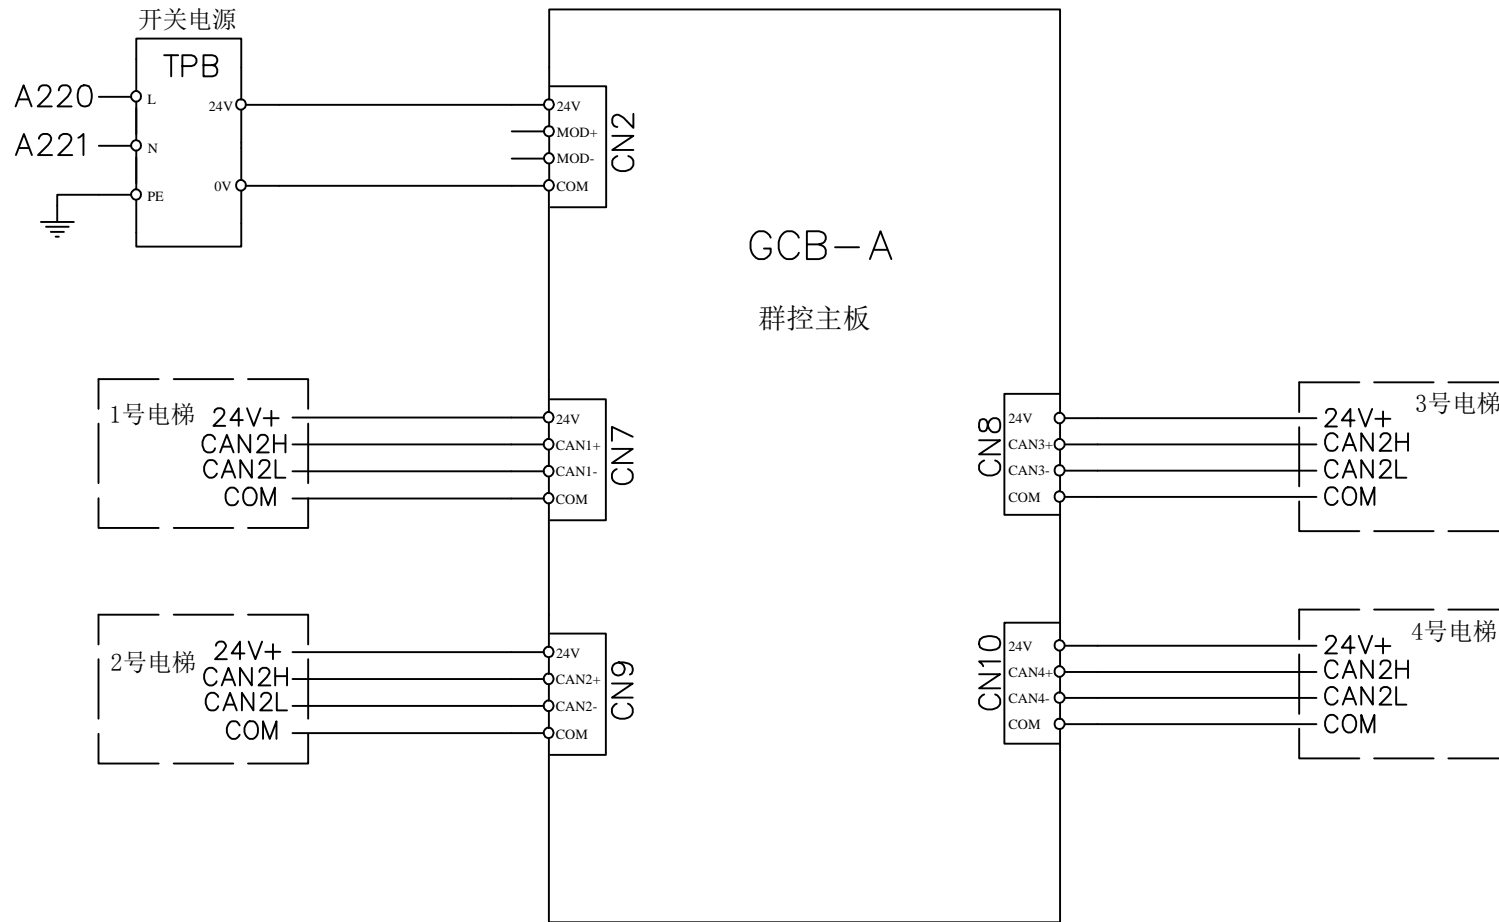 开关电源
TPB
A220
L
24V
A221
N
PE
0V
24V
MOD+
MOD-
COM
CN2
GCB-A
群控主板
1号电梯
24V+
CAN2H
CAN2L
COM
24V
CAN1+
CAN1-
COM
CN7
2号电梯
24V+
CAN2H
CAN2L
COM
24V
CAN2+
CAN2-
COM
CN9
CN8
24V
CAN3+
CAN3-
COM
24V+
CAN2H
CAN2L
COM
3号电梯
CN10
24V
CAN4+
CAN4-
COM
24V+
CAN2H
CAN2L
COM
4号电梯